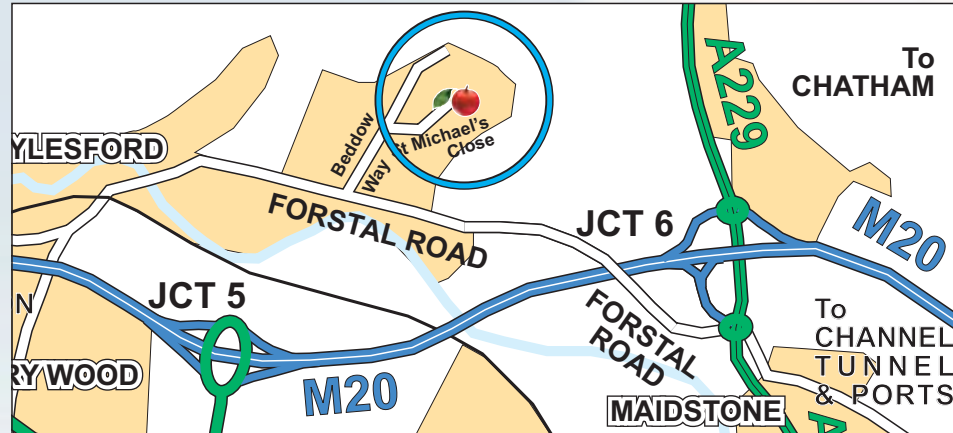 To
CHATHAM
A229
YLESFORD
Beddow
Way
St Michael's
Close
FORSTAL ROAD
JCT 6
M20
N
JCT 5
FORSTAL
ROAD
To
CHANNEL
TUNNEL
& PORTS
RY WOOD
M20
MAIDSTONE
A